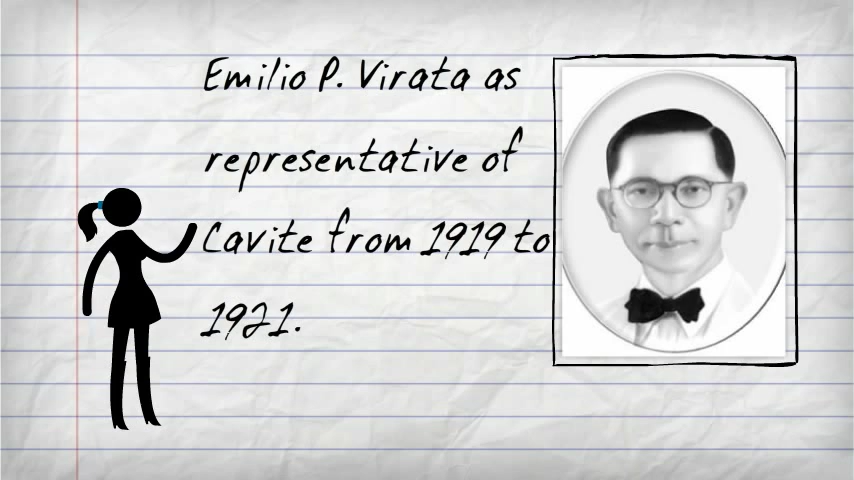 Emilio P. Virata as
representative of
Cavite from 1919 to
1921.